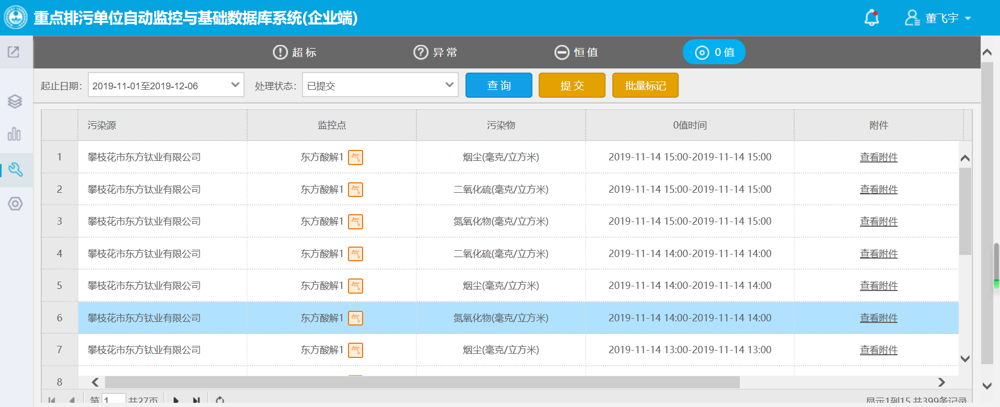 重点排污单位自动监控与基础数据库系统(企业端)
董飞宇
超标 异常 恒值 0值
起止日期: 2019-11-01至2019-12-06 处理状态: 已提交 查询 提交 批量标记
污染源 监控点 污染物 0值时间 附件
1 攀枝花市东方钛业有限公司 东方酸解1 气 烟尘(毫克/立方米) 2019-11-14 15:00-2019-11-14 15:00 查看附件
2 攀枝花市东方钛业有限公司 东方酸解1 气 二氧化硫(毫克/立方米) 2019-11-14 15:00-2019-11-14 15:00 查看附件
3 攀枝花市东方钛业有限公司 东方酸解1 气 氮氧化物(毫克/立方米) 2019-11-14 15:00-2019-11-14 15:00 查看附件
4 攀枝花市东方钛业有限公司 东方酸解1 气 二氧化硫(毫克/立方米) 2019-11-14 14:00-2019-11-14 14:00 查看附件
5 攀枝花市东方钛业有限公司 东方酸解1 气 烟尘(毫克/立方米) 2019-11-14 14:00-2019-11-14 14:00 查看附件
6 攀枝花市东方钛业有限公司 东方酸解1 气 氮氧化物(毫克/立方米) 2019-11-14 14:00-2019-11-14 14:00 查看附件
7 攀枝花市东方钛业有限公司 东方酸解1 气 烟尘(毫克/立方米) 2019-11-14 13:00-2019-11-14 13:00 查看附件
8
第 1 共27页 显示1到15,共399条记录